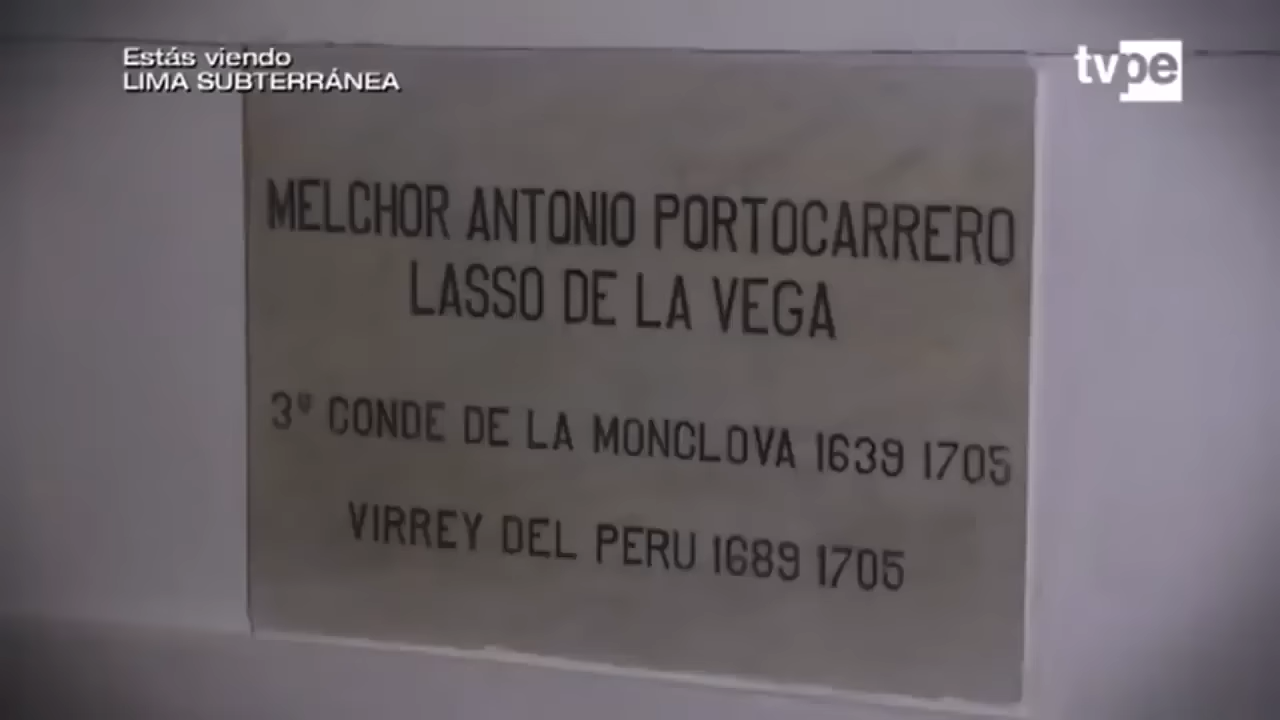 Estás viendo
LIMA SUBTERRÁNEA
tvpe
MELCHOR ANTONIO PORTOCARRERO
LASSO DE LA VEGA
3º CONDE DE LA MONCLOVA 1639 1705
VIRREY DEL PERU 1689 1705